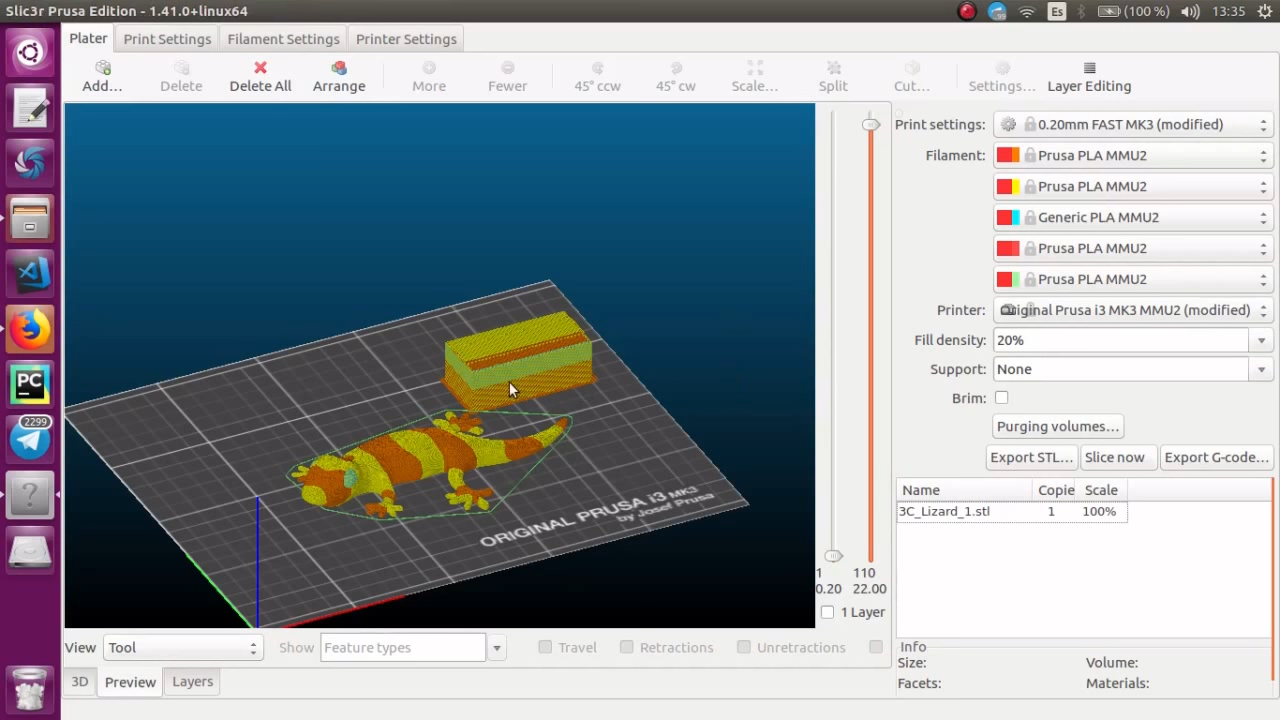 Slic3r Prusa Edition - 1.41.0+linux64
Es
(100 %)
13:35
Plater
Print Settings
Filament Settings
Printer Settings
Add...
Delete
Delete All
Arrange
More
Fewer
45° ccw
45° cw
Scale...
Split
Cut...
Settings...
Layer Editing
Print settings:
0.20mm FAST MK3 (modified)
Filament:
Prusa PLA MMU2
Prusa PLA MMU2
Generic PLA MMU2
Prusa PLA MMU2
Prusa PLA MMU2
Printer:
Original Prusa i3 MK3 MMU2 (modified)
Fill density:
20%
Support:
None
Brim:
Purging volumes...
Export STL...
Slice now
Export G-code...
Name
Copie
Scale
3C_Lizard_1.stl
1
100%
PC
2299
?
ORIGINAL PRUSA i3 MK3
by Josef Prusa
1
110
0.20
22.00
1 Layer
View
Tool
Show
Feature types
Travel
Retractions
Unretractions
3D
Preview
Layers
Info
Size:
Volume:
Facets:
Materials: